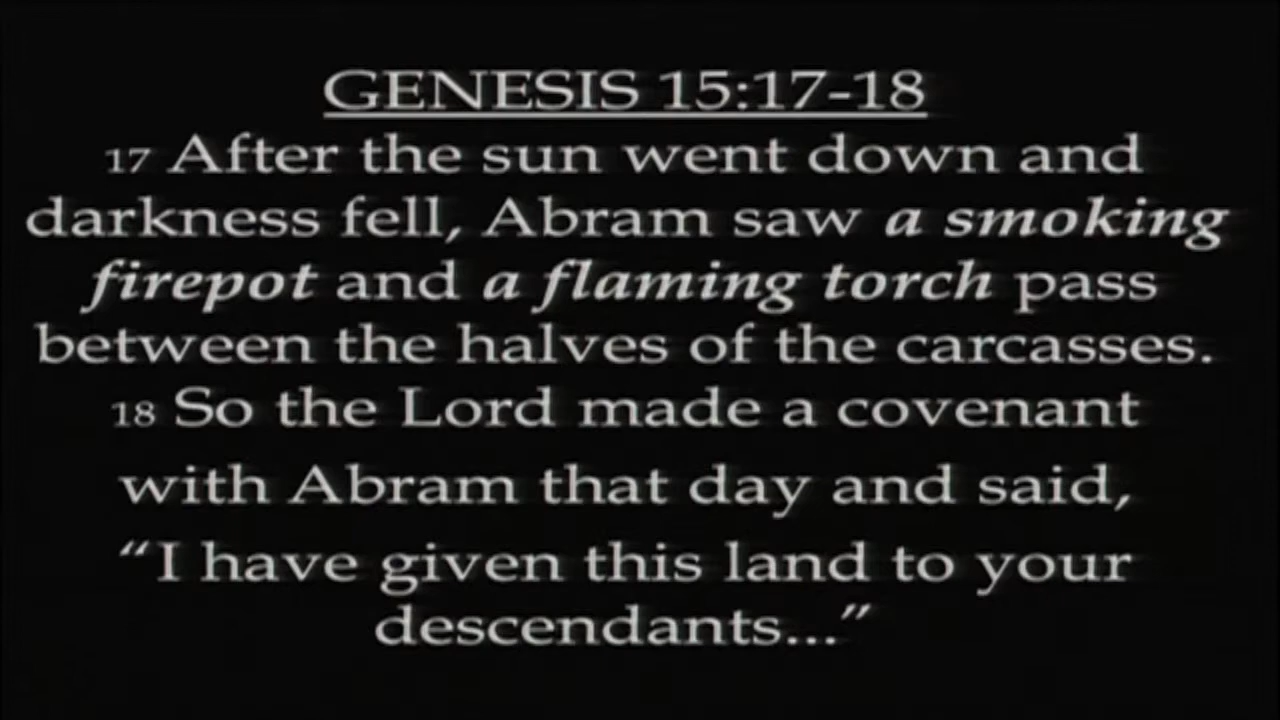 GENESIS 15:17-18
17 After the sun went down and
darkness fell, Abram saw a smoking
firepot and a flaming torch pass
between the halves of the carcasses.
18 So the Lord made a covenant
with Abram that day and said,
“I have given this land to your
descendants...”